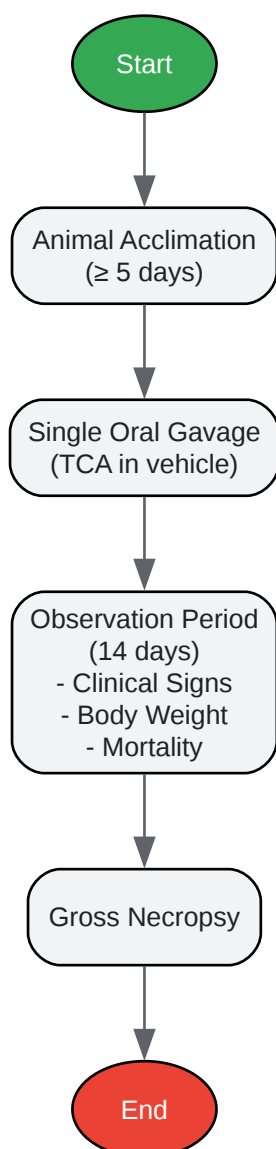 Start
Animal Acclimation
(≥ 5 days)
Single Oral Gavage
(TCA in vehicle)
Observation Period
(14 days)
- Clinical Signs
- Body Weight
- Mortality
Gross Necropsy
End